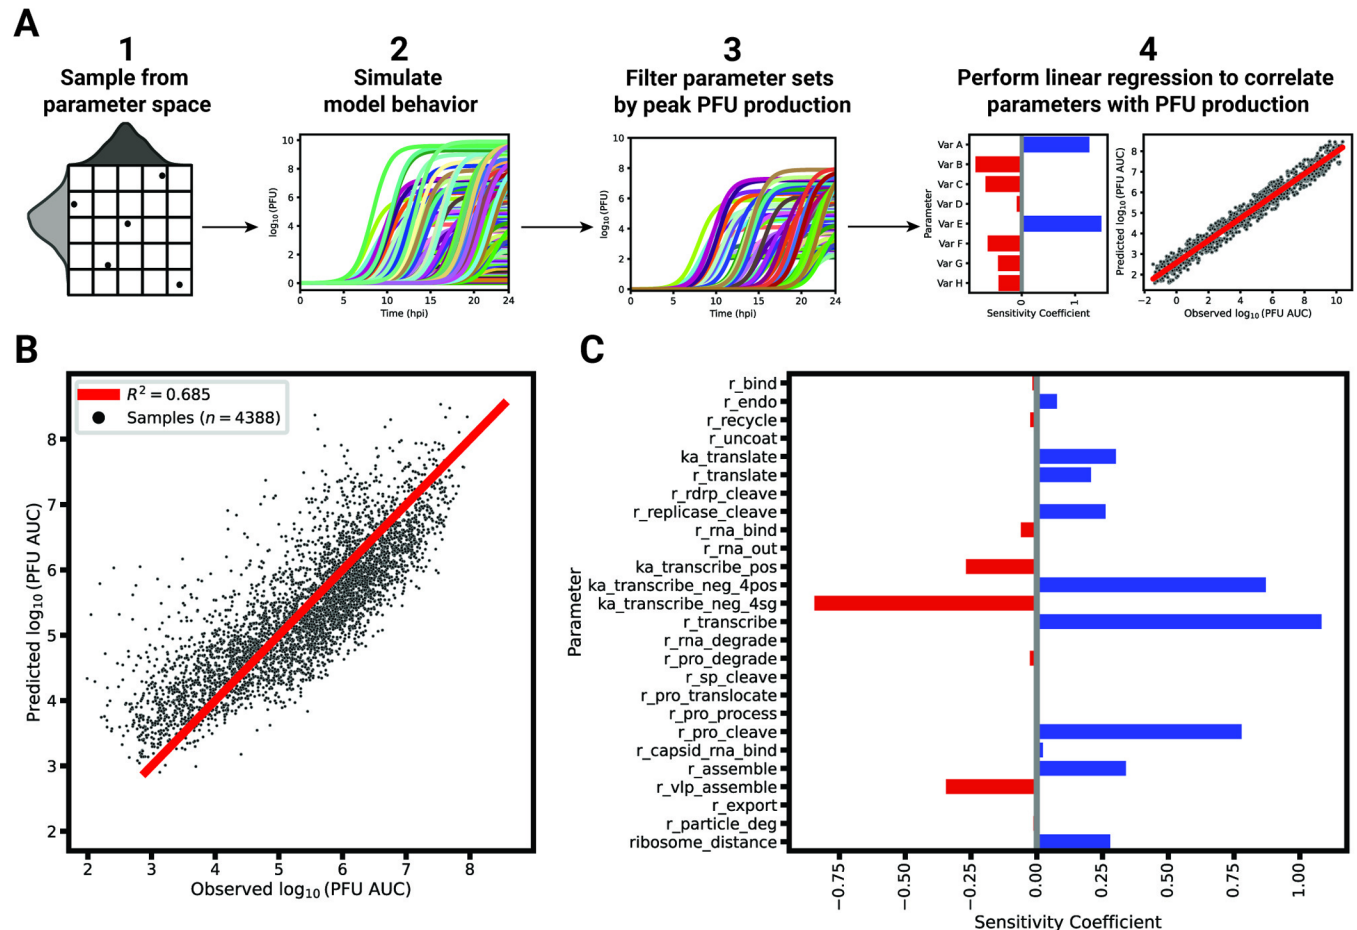 A
1
Sample from
parameter space
2
Simulate
model behavior
3
Filter parameter sets
by peak PFU production
4
Perform linear regression to correlate
parameters with PFU production
log10 (PFU)
10
8
6
4
2
0
0 5 10 15 20 24
Time (hpi)
log10 (PFU)
10
8
6
4
2
0
0 5 10 15 20 24
Time (hpi)
Parameter
Var A
Var B
Var C
Var D
Var E
Var F
Var G
Var H
0 1
Sensitivity Coefficient
Predicted log10 (PFU AUC)
8
7
6
5
4
3
2
−2 0 2 4 6 8 10
Observed log10 (PFU AUC)
B
R² = 0.685
Samples (n = 4388)
Predicted log10 (PFU AUC)
8
7
6
5
4
3
2
2 3 4 5 6 7 8
Observed log10 (PFU AUC)
C
Parameter
r_bind
r_endo
r_recycle
r_uncoat
ka_translate
r_translate
r_rdrp_cleave
r_replicase_cleave
r_rna_bind
r_rna_out
ka_transcribe_pos
ka_transcribe_neg_4pos
ka_transcribe_neg_4sg
r_transcribe
r_rna_degrade
r_pro_degrade
r_sp_cleave
r_pro_translocate
r_pro_process
r_pro_cleave
r_capsid_rna_bind
r_assemble
r_vlp_assemble
r_export
r_particle_deg
ribosome_distance
−0.75 −0.50 −0.25 0.00 0.25 0.50 0.75 1.00
Sensitivity Coefficient